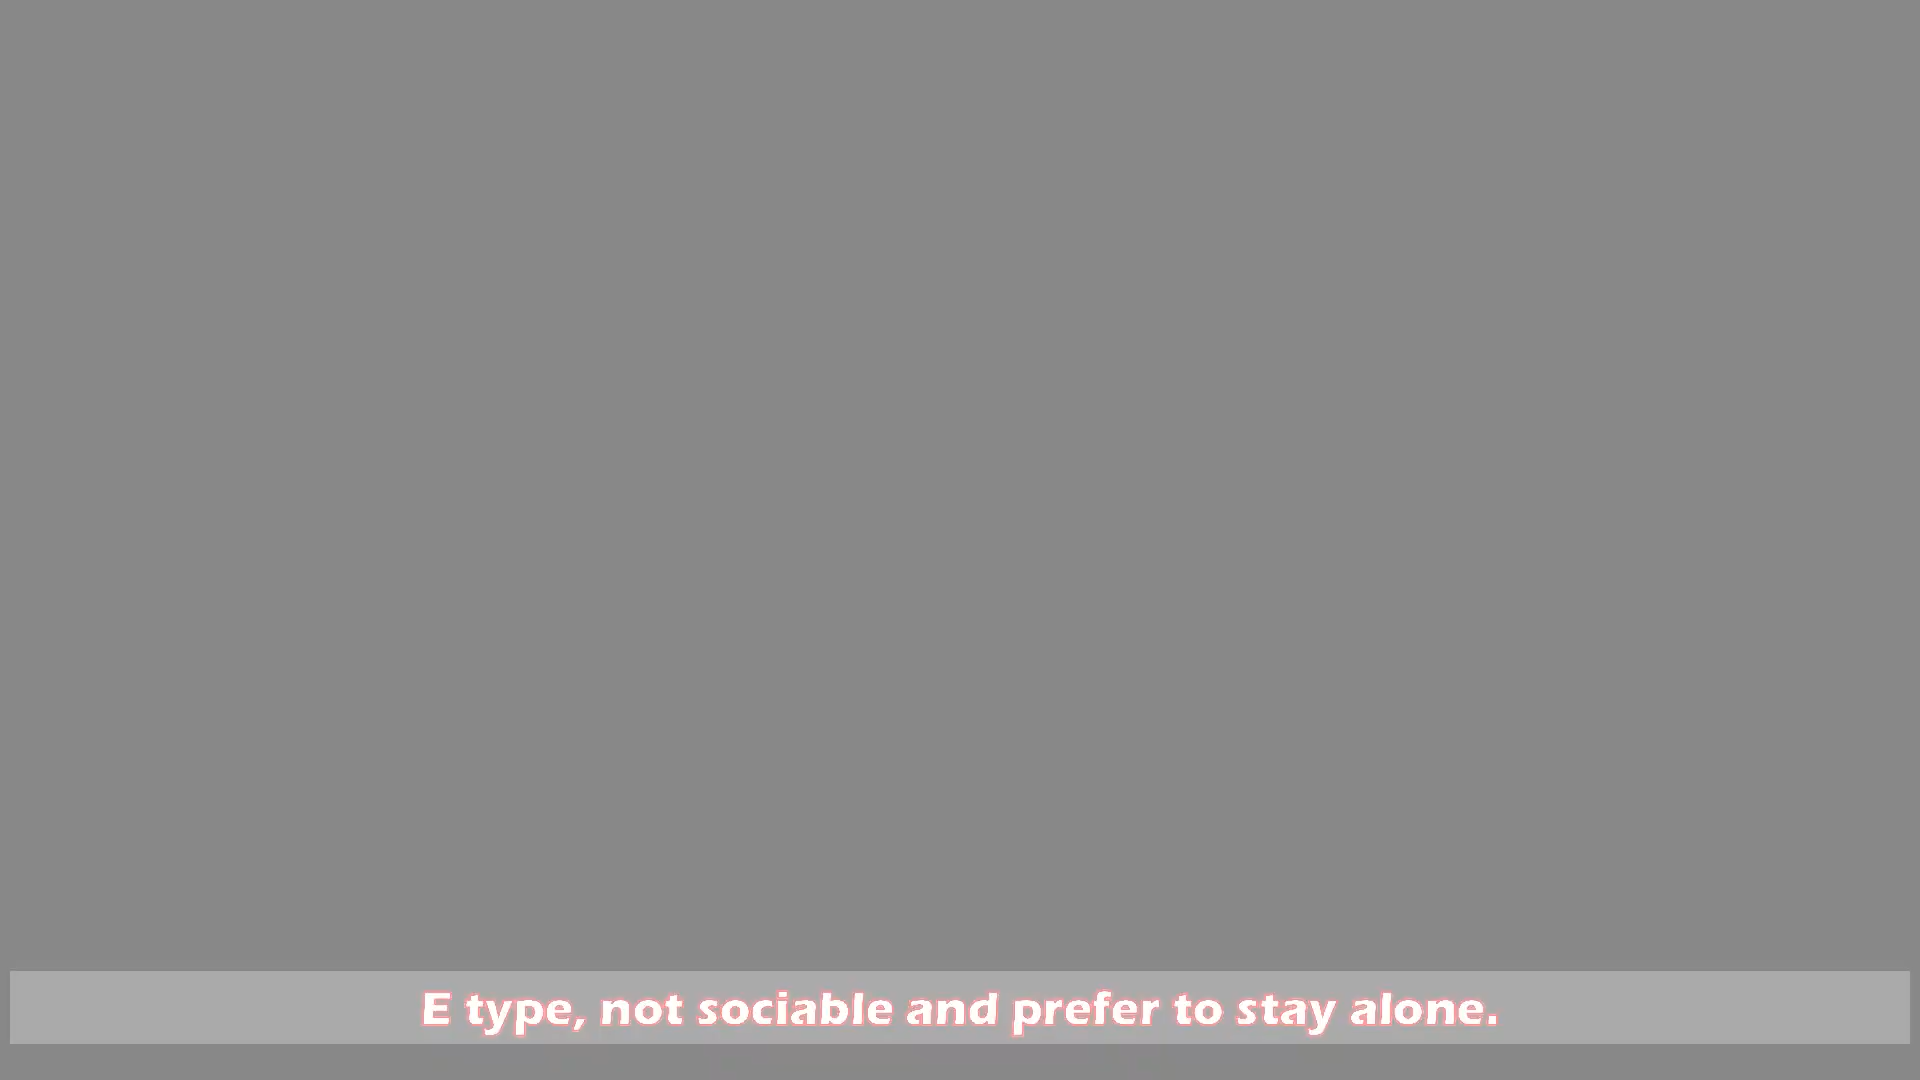 E type, not sociable and prefer to stay alone.